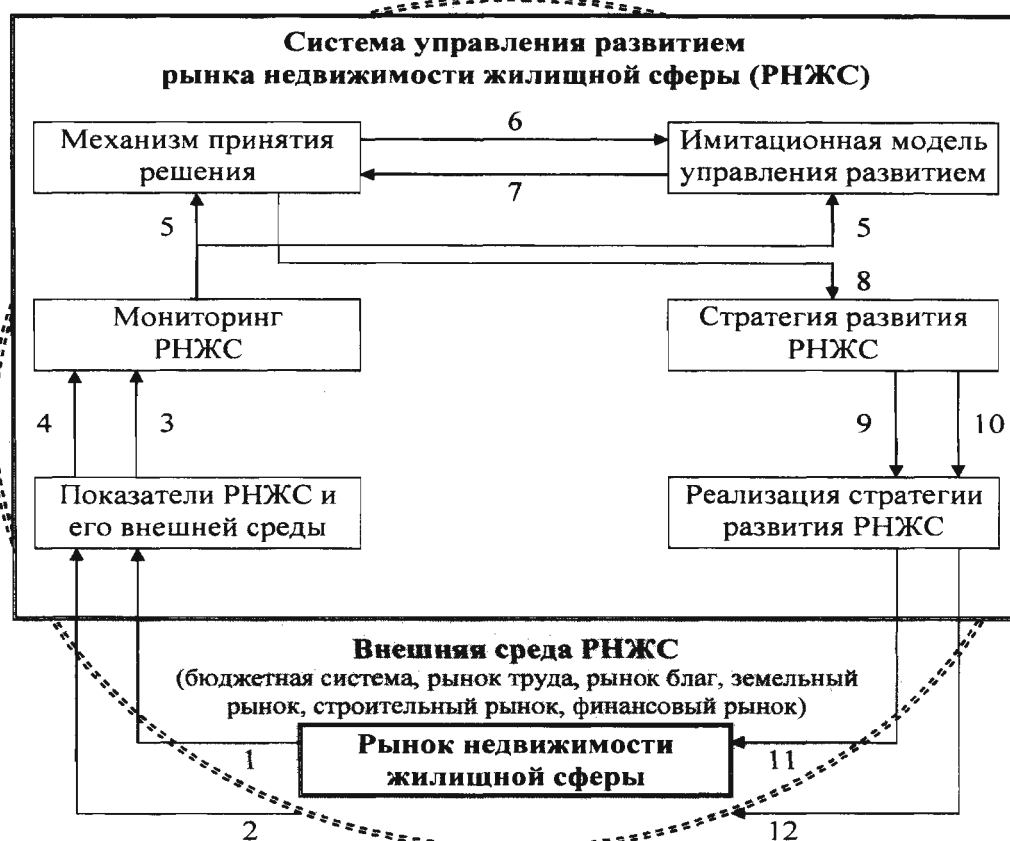 Система управления развитием
рынка недвижимости жилищной сферы (РНЖС)
Механизм принятия
решения
6
Имитационная модель
управления развитием
7
5
5
8
Мониторинг
РНЖС
Стратегия развития
РНЖС
4
3
9
10
Показатели РНЖС и
его внешней среды
Реализация стратегии
развития РНЖС
Внешняя среда РНЖС
(бюджетная система, рынок труда, рынок благ, земельный
рынок, строительный рынок, финансовый рынок)
Рынок недвижимости
жилищной сферы
1
11
2
12